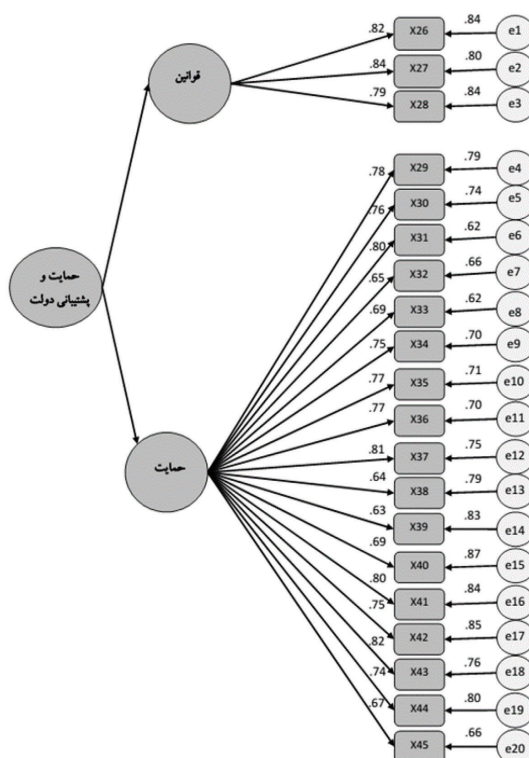 .82
X26
.84
e1
قوانین
.84
X27
.80
e2
.79
X28
.84
e3
.78
X29
.79
e4
.76
X30
.74
e5
.80
X31
.62
e6
حمایت و
پشتیبانی دولت
.65
X32
.66
e7
.69
X33
.62
e8
.75
X34
.70
e9
.77
X35
.71
e10
.77
X36
.70
e11
حمایت
.81
X37
.75
e12
.64
X38
.79
e13
.63
X39
.83
e14
.69
X40
.87
e15
.80
X41
.84
e16
.75
X42
.85
e17
.82
X43
.76
e18
.74
X44
.80
e19
.67
X45
.66
e20